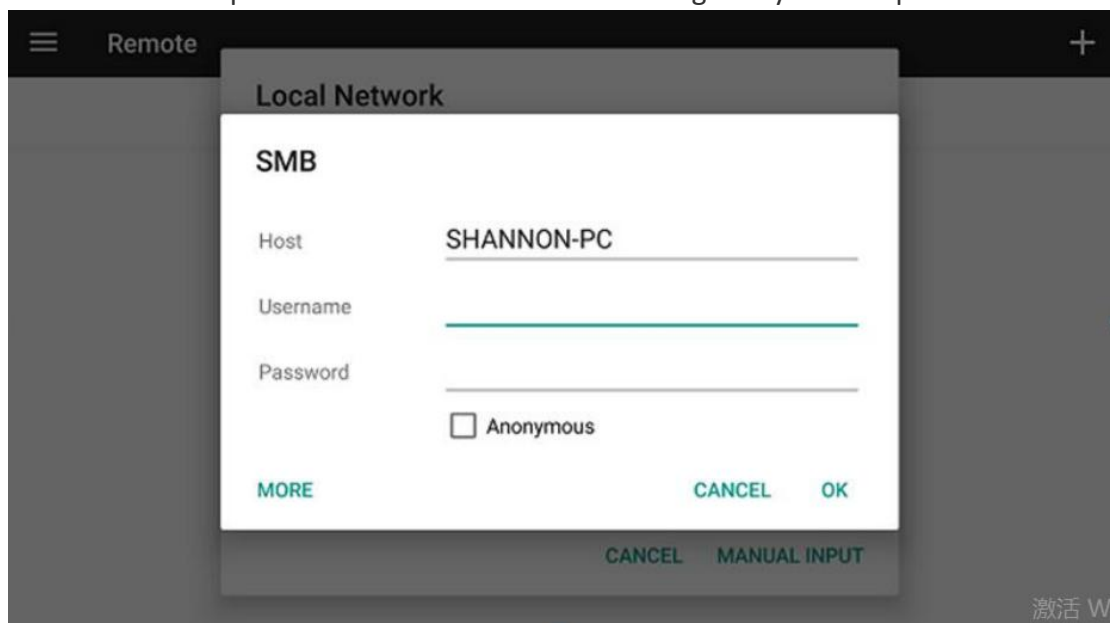 Remote
Local Network
SMB
Host SHANNON-PC
Username
Password
Anonymous
MORE CANCEL OK
CANCEL MANUAL INPUT
激活 W